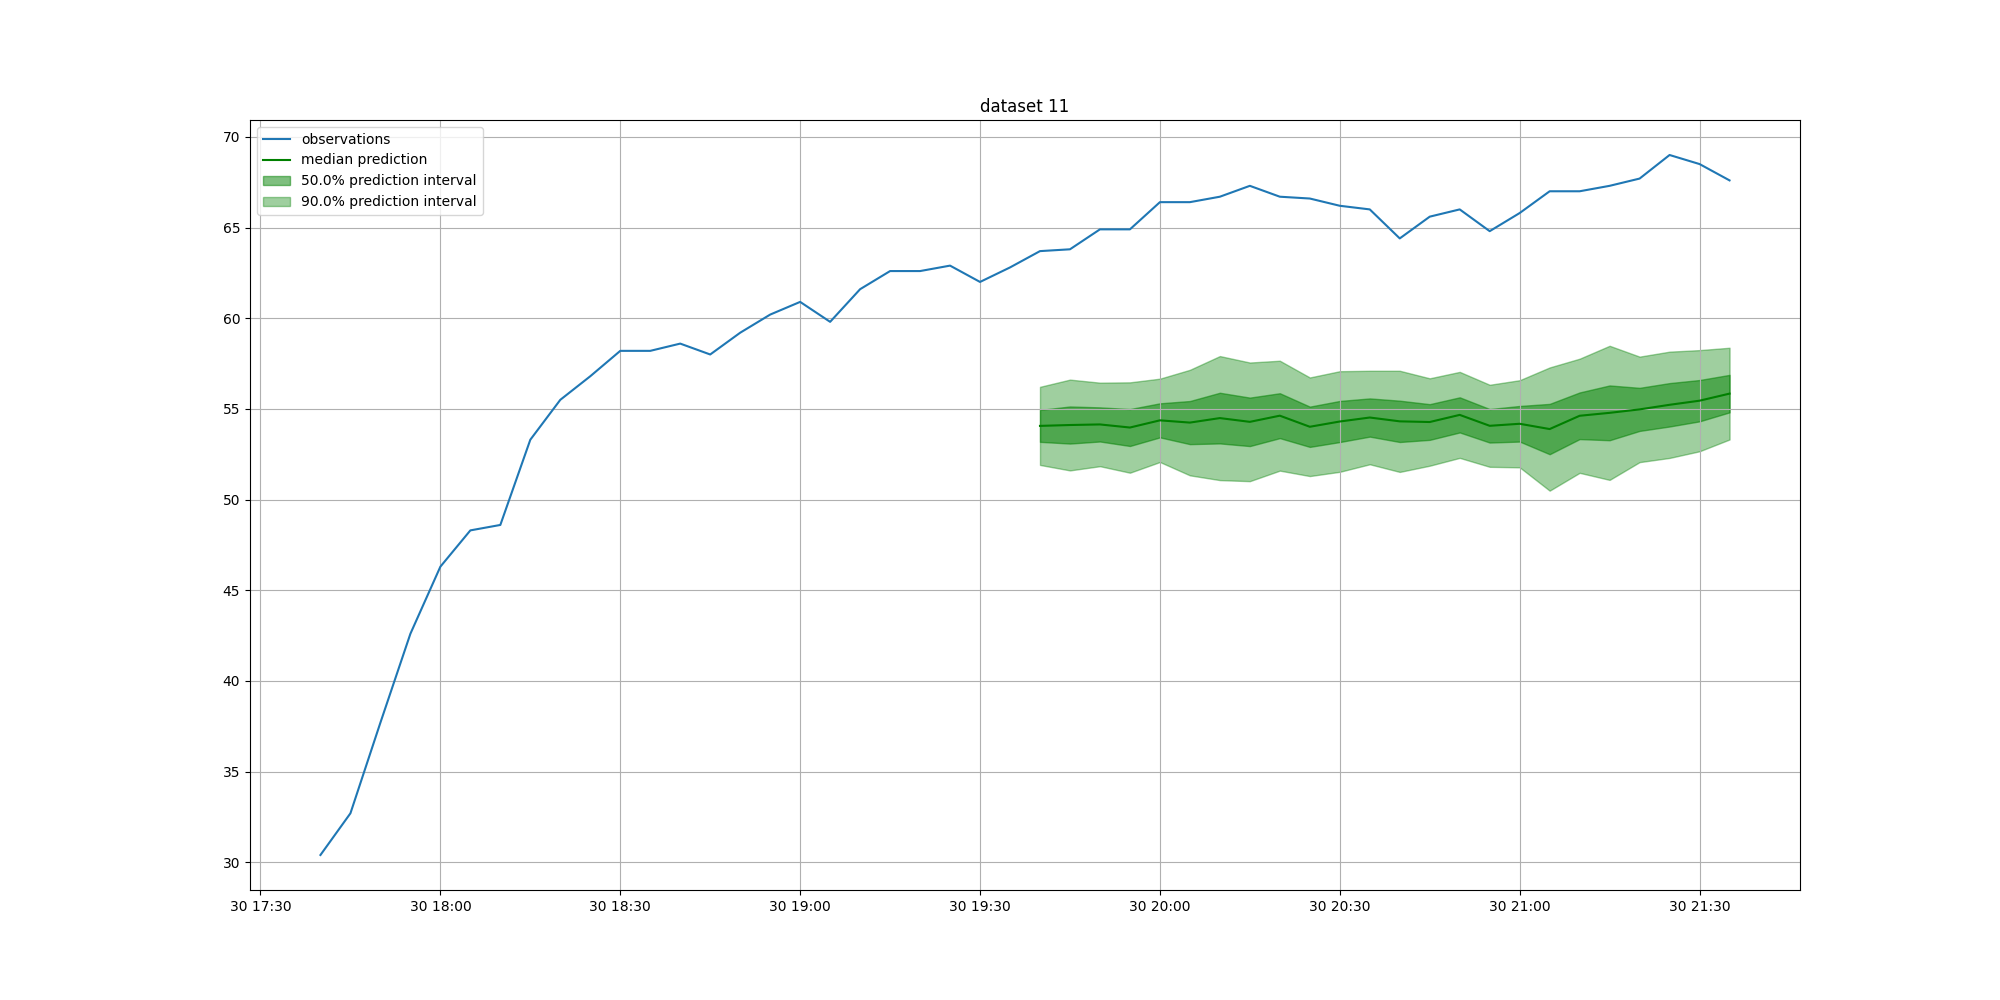 dataset 11
observations
median prediction
50.0% prediction interval
90.0% prediction interval
70
65
60
55
50
45
40
35
30
30 17:30 30 18:00 30 18:30 30 19:00 30 19:30 30 20:00 30 20:30 30 21:00 30 21:30